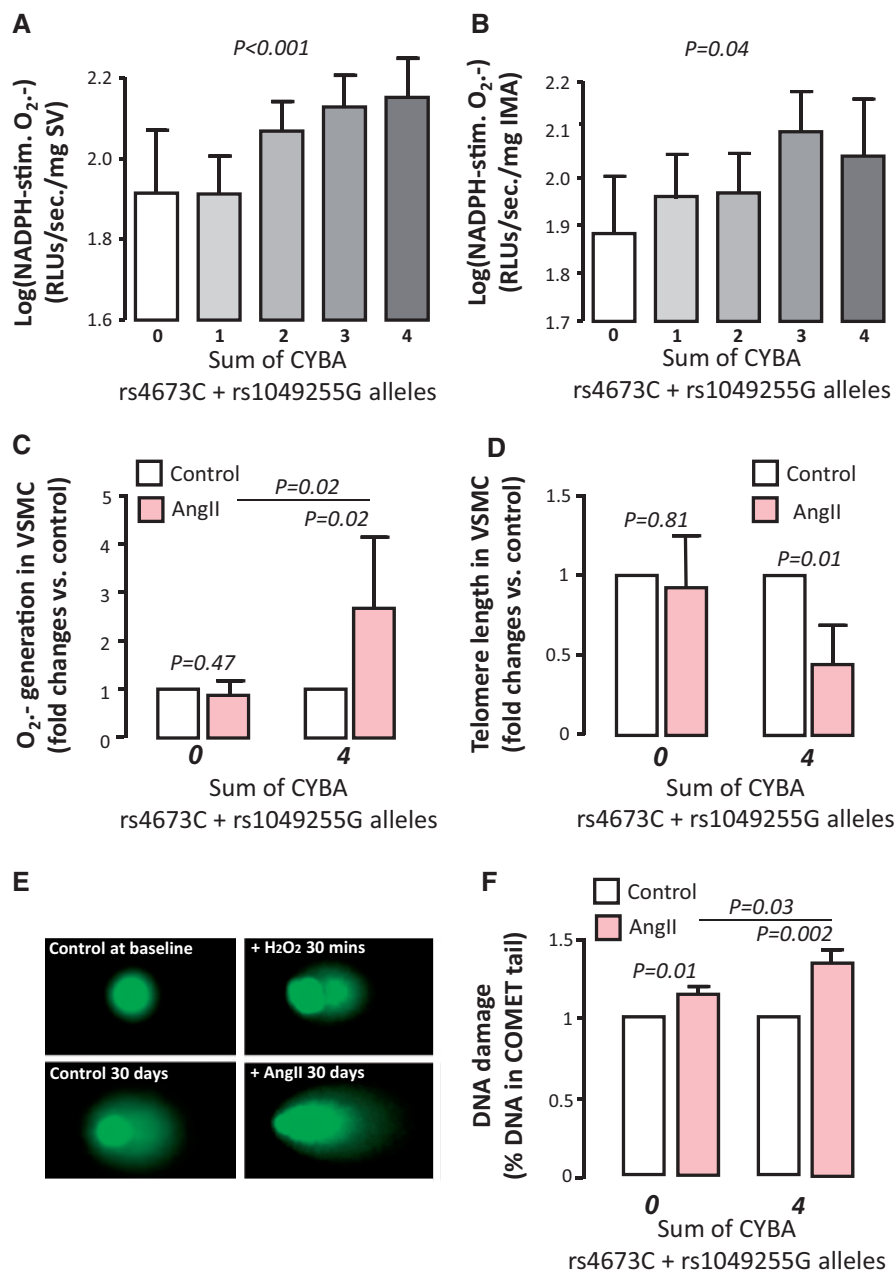 A
P<0.001
Log(NADPH-stim. O2.-)
(RLUs/sec./mg SV)
2.2
2.0
1.8
1.6
0 1 2 3 4
Sum of CYBA
rs4673C + rs1049255G alleles
B
P=0.04
Log(NADPH-stim. O2.-)
(RLUs/sec./mg IMA)
2.2
2.1
2.0
1.9
1.8
1.7
0 1 2 3 4
Sum of CYBA
rs4673C + rs1049255G alleles
C
Control
AngII
P=0.02
P=0.02
P=0.47
O2.- generation in VSMC
(fold changes vs. control)
5
4
3
2
1
0
0 4
Sum of CYBA
rs4673C + rs1049255G alleles
D
Control
AngII
P=0.81
P=0.01
Telomere length in VSMC
(fold changes vs. control)
1.5
1
0.5
0
0 4
Sum of CYBA
rs4673C + rs1049255G alleles
E
Control at baseline
+ H2O2 30 mins
Control 30 days
+ AngII 30 days
F
Control
AngII
P=0.03
P=0.002
P=0.01
DNA damage
(% DNA in COMET tail)
1.5
1
0.5
0
0 4
Sum of CYBA
rs4673C + rs1049255G alleles